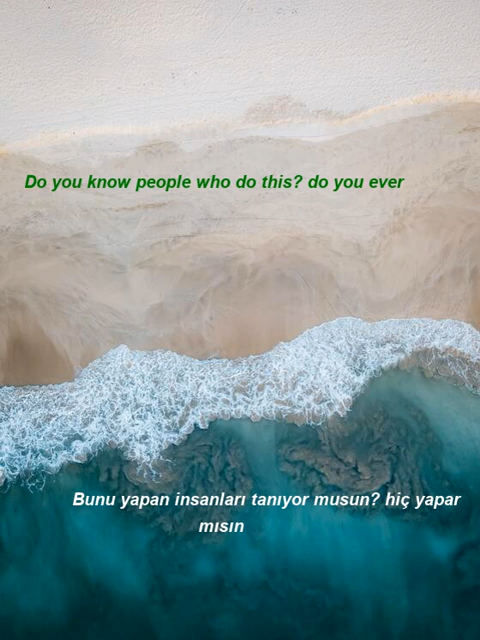 Do you know people who do this? do you ever
Bunu yapan insanları tanıyor musun? hiç yapar
mısın